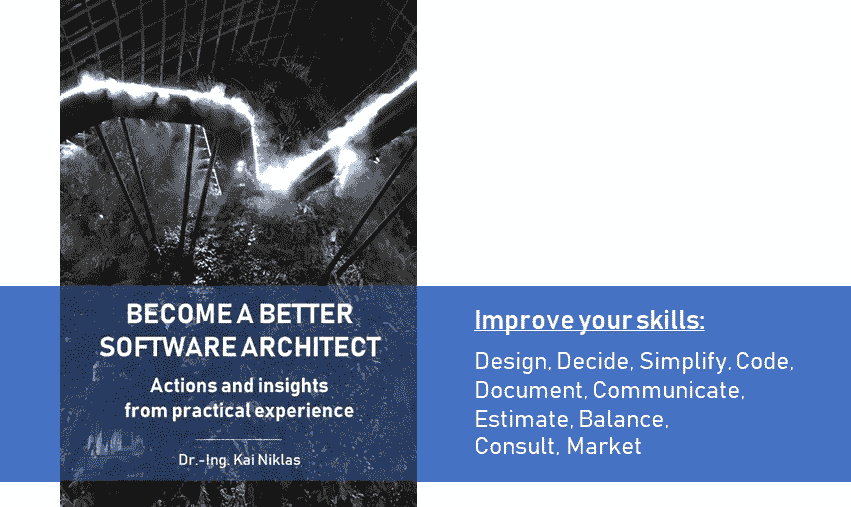 BECOME A BETTER
SOFTWARE ARCHITECT
Actions and insights
from practical experience
Dr.-Ing. Kai Niklas
Improve your skills:
Design, Decide, Simplify, Code,
Document, Communicate,
Estimate, Balance,
Consult, Market